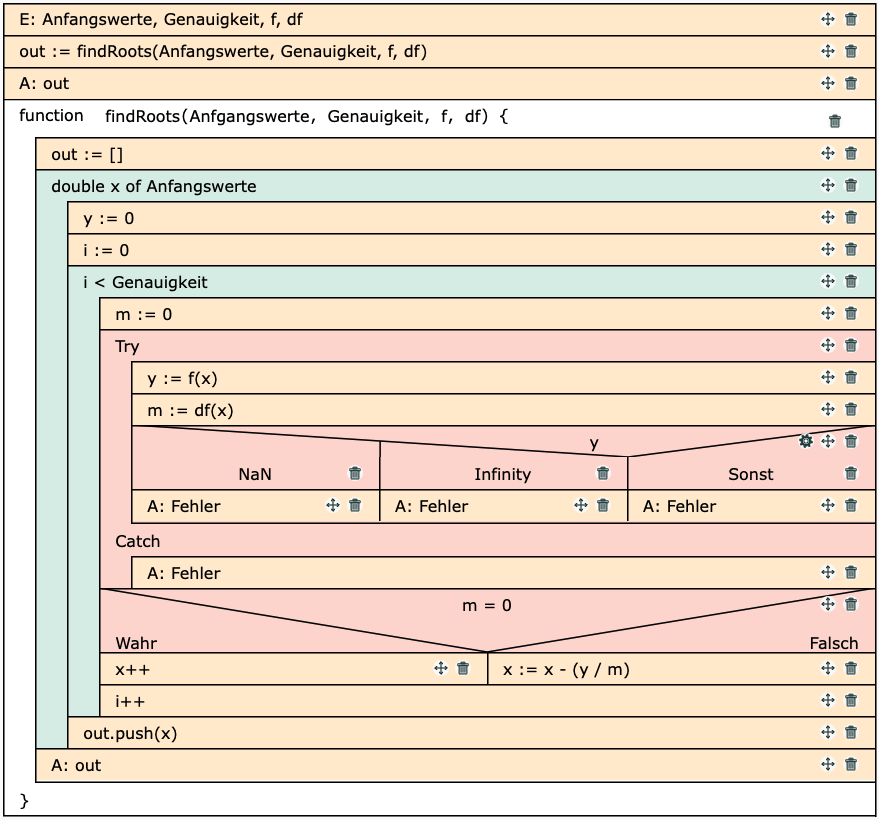 E: Anfangswerte, Genauigkeit, f, df
out := findRoots(Anfangswerte, Genauigkeit, f, df)
A: out
function findRoots(Anfgangswerte, Genauigkeit, f, df) {
out := []
double x of Anfangswerte
y := 0
i := 0
i < Genauigkeit
m := 0
Try
y := f(x)
m := df(x)
y
NaN Infinity Sonst
A: Fehler A: Fehler A: Fehler
Catch
A: Fehler
m = 0
Wahr Falsch
x++ x := x - (y / m)
i++
out.push(x)
A: out
}